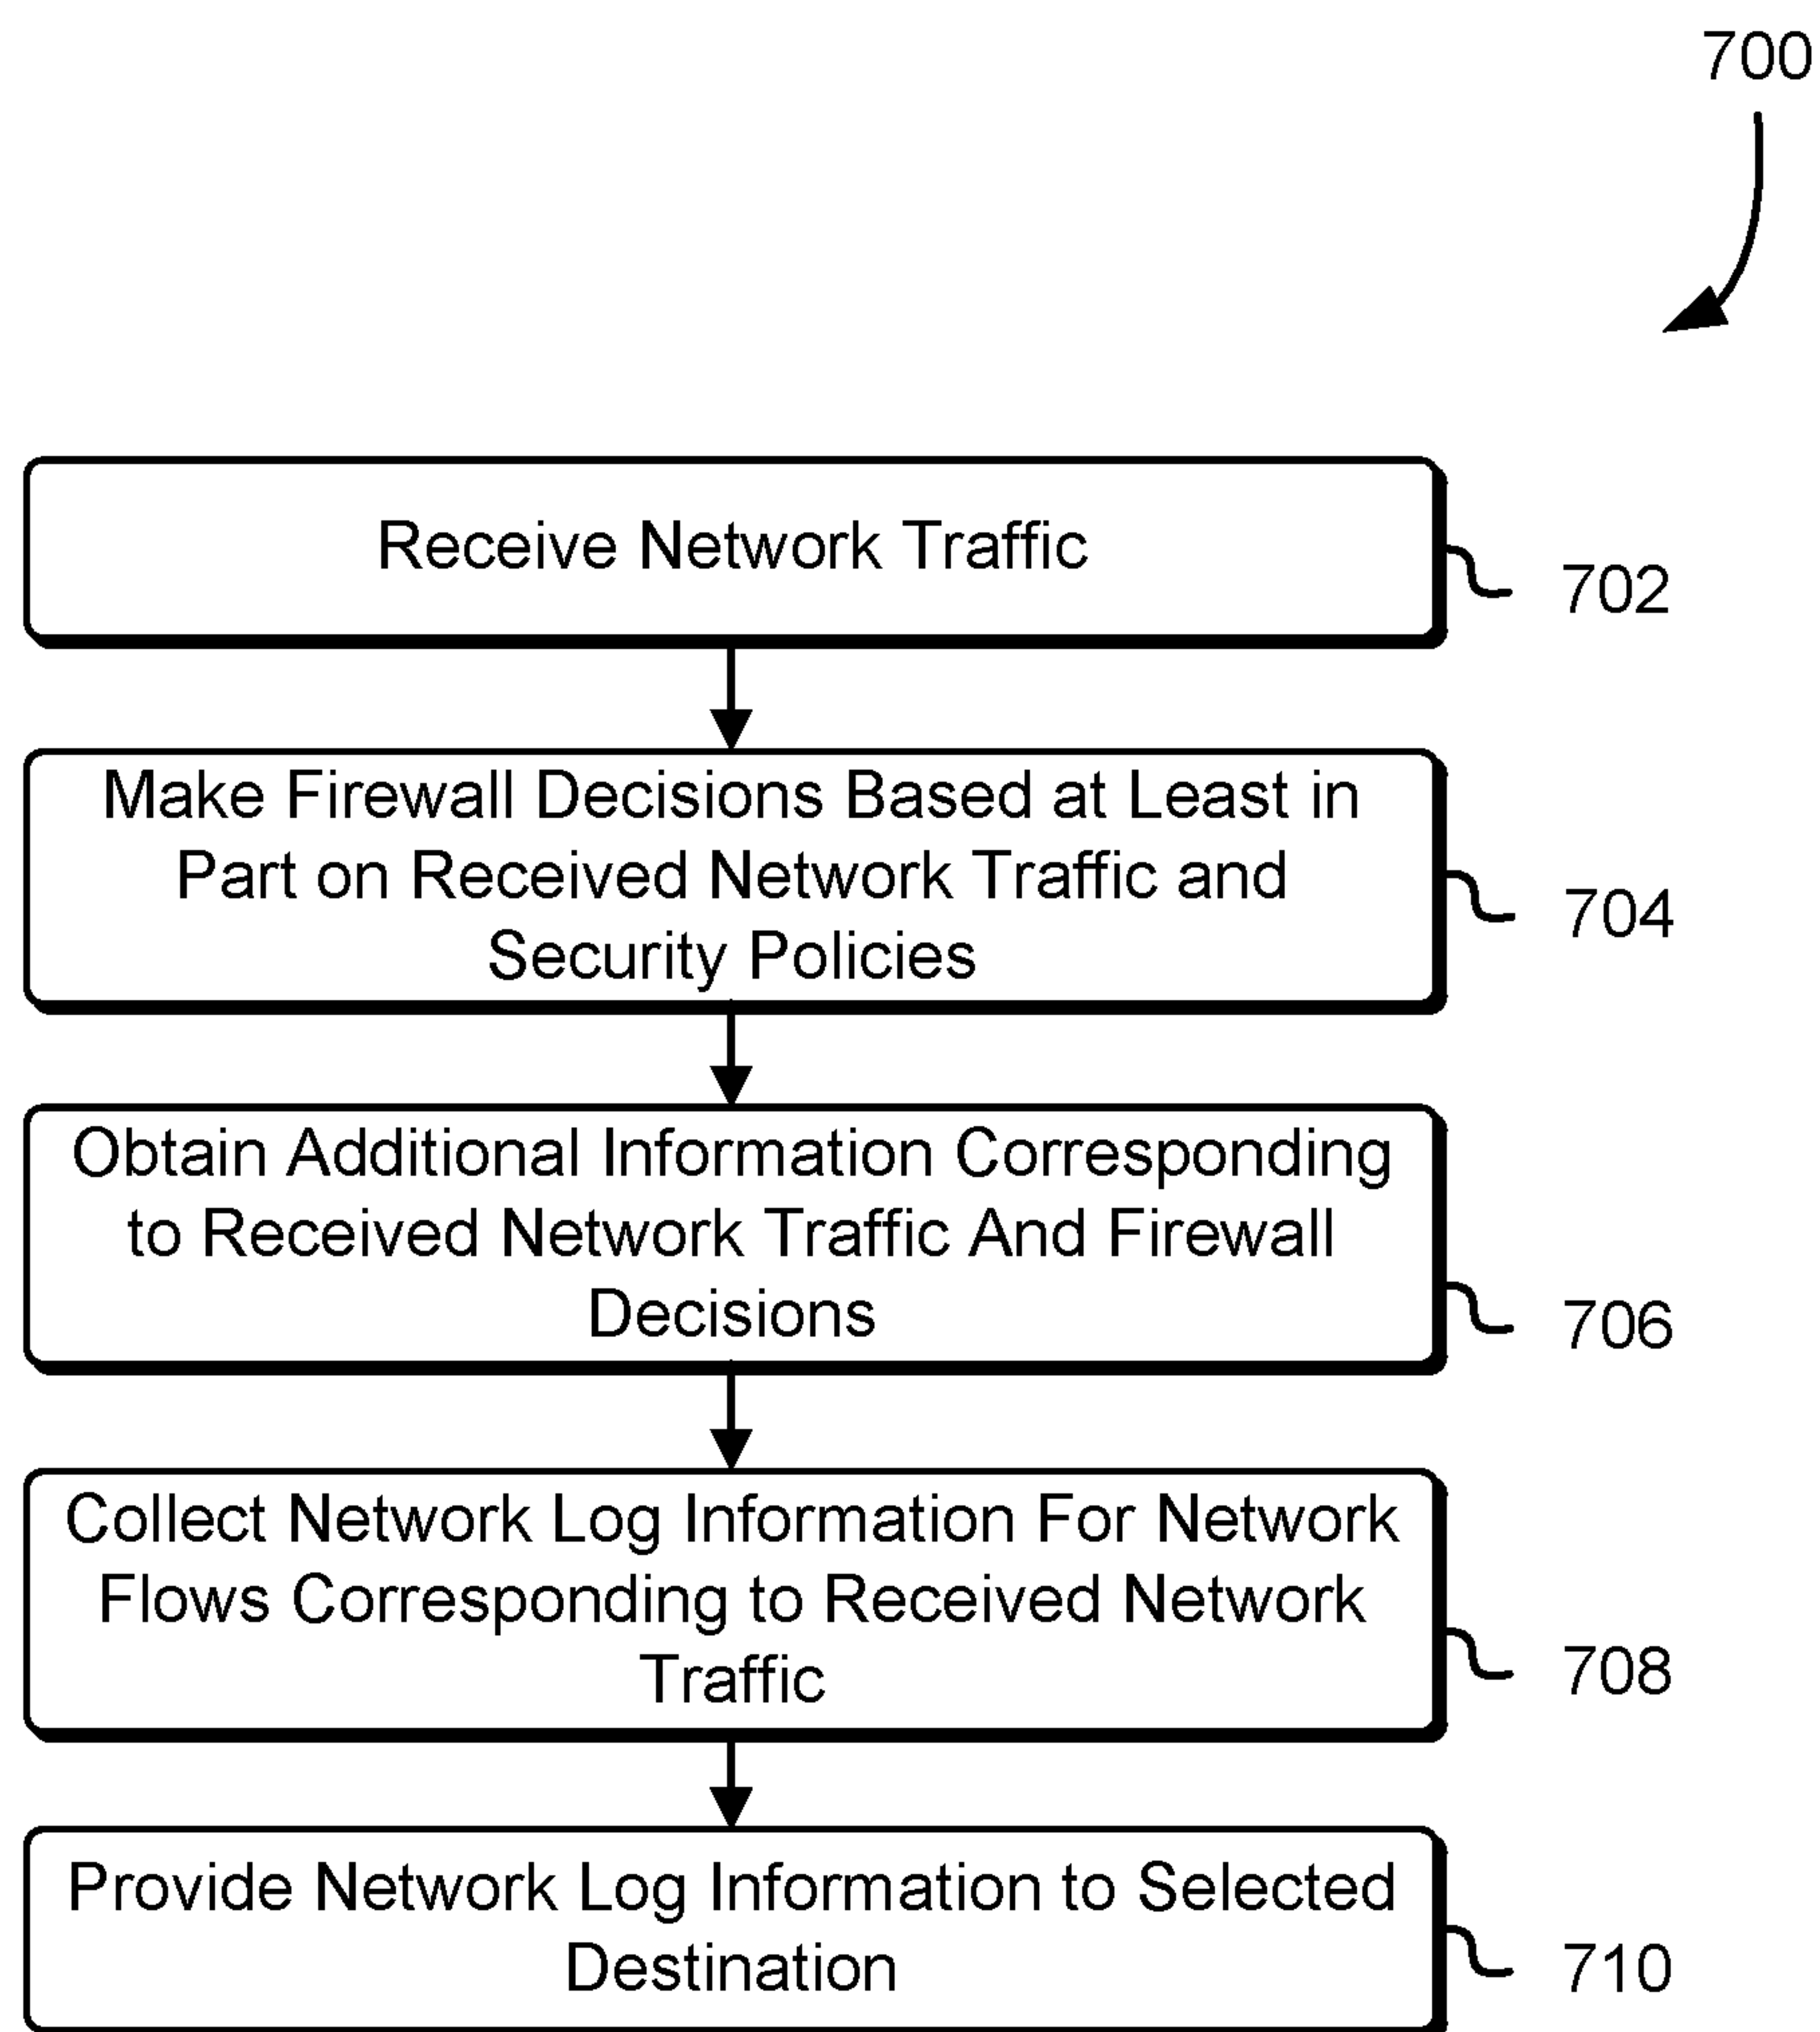 700
Receive Network Traffic
702
Make Firewall Decisions Based at Least in
Part on Received Network Traffic and
Security Policies
704
Obtain Additional Information Corresponding
to Received Network Traffic And Firewall
Decisions
706
Collect Network Log Information For Network
Flows Corresponding to Received Network
Traffic
708
Provide Network Log Information to Selected
Destination
710